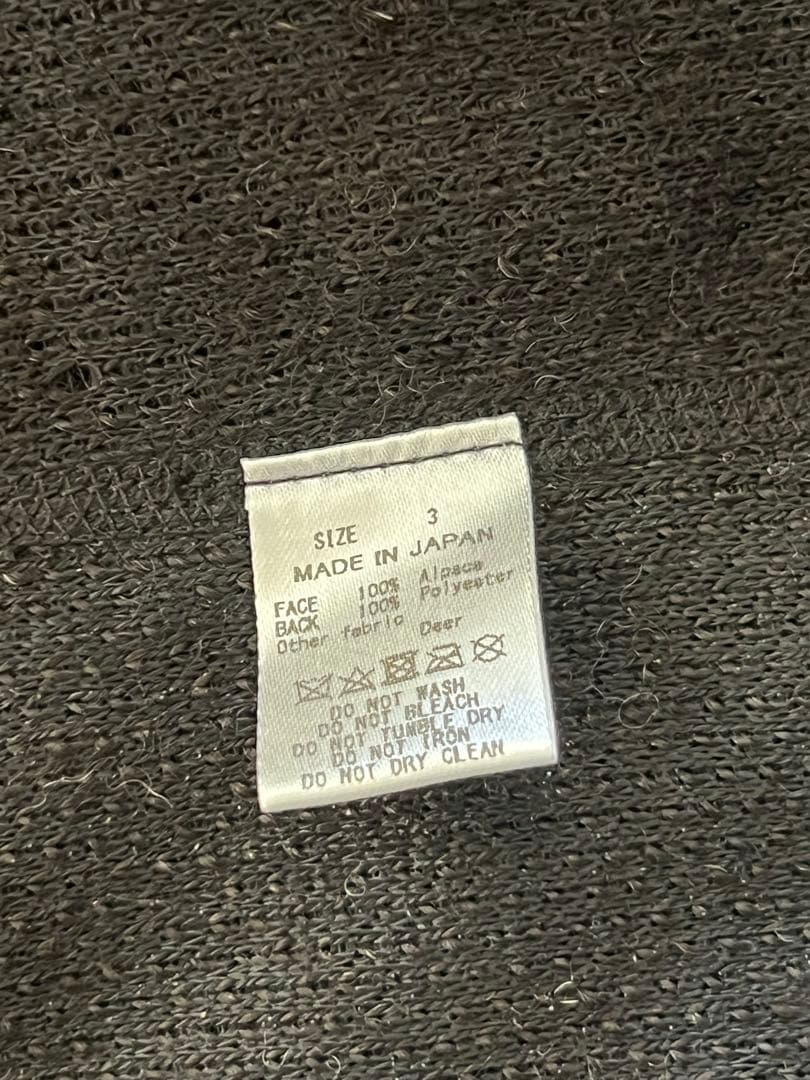 SIZE 3
MADE IN JAPAN
FACE 100% Alpaca
BACK 100% Polyester
Other fabric Deer
DO NOT WASH
DO NOT BLEACH
DO NOT TUMBLE DRY
DO NOT IRON
DO NOT DRY CLEAN